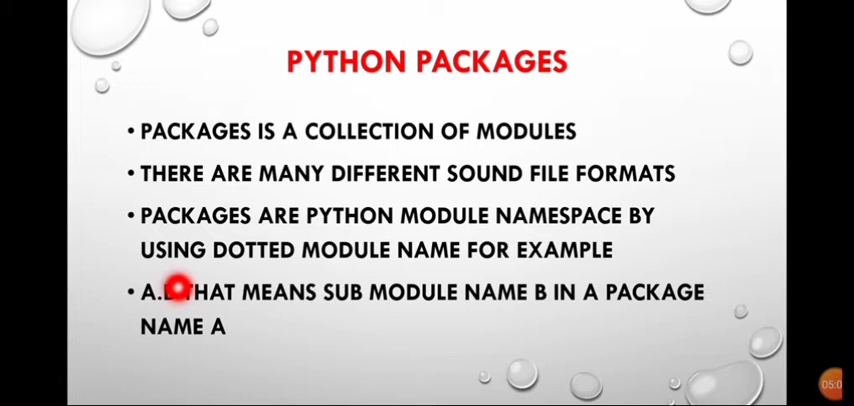 PYTHON PACKAGES
• PACKAGES IS A COLLECTION OF MODULES
• THERE ARE MANY DIFFERENT SOUND FILE FORMATS
• PACKAGES ARE PYTHON MODULE NAMESPACE BY
USING DOTTED MODULE NAME FOR EXAMPLE
• THAT MEANS SUB MODULE NAME B IN A PACKAGE
NAME A